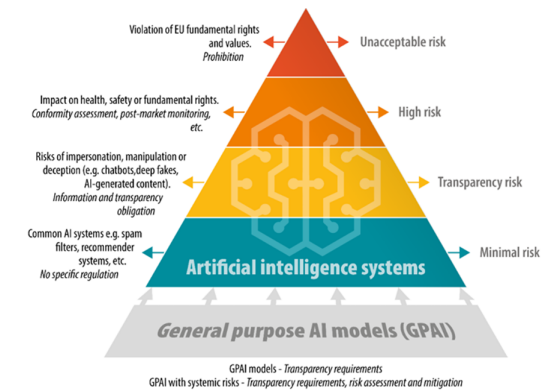 Violation of EU fundamental rights
and values.
Prohibition
Unacceptable risk
Impact on health, safety or fundamental rights.
Conformity assessment, post-market monitoring,
etc.
High risk
Risks of impersonation, manipulation or
deception (e.g. chatbots,deep fakes,
AI-generated content).
Information and transparency
obligation
Transparency risk
Common AI systems e.g. spam
filters, recommender
systems, etc.
No specific regulation
Minimal risk
Artificial intelligence systems
General purpose AI models (GPAI)
GPAI models - Transparency requirements
GPAI with systemic risks - Transparency requirements, risk assessment and mitigation